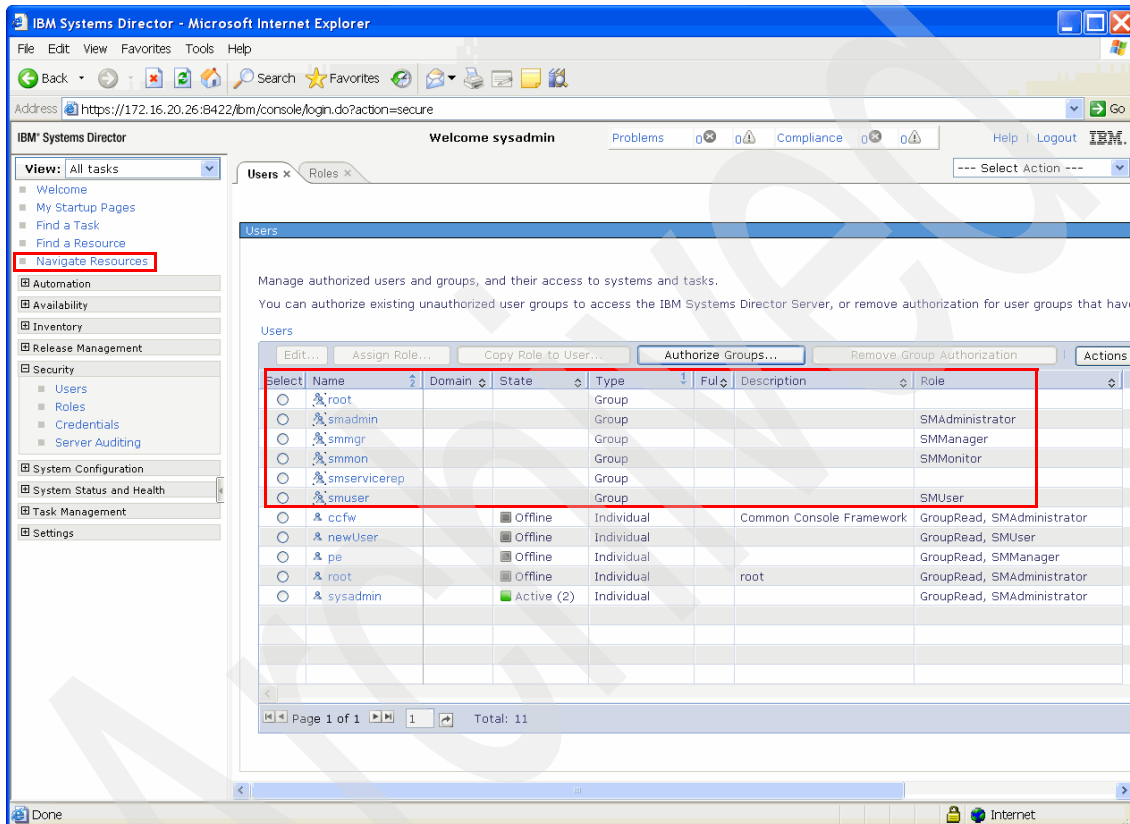 IBM Systems Director - Microsoft Internet Explorer
File Edit View Favorites Tools Help
Back Search Favorites
Address https://172.16.20.26:8422/ibm/console/login.do?action=secure Go
IBM® Systems Director Welcome sysadmin Problems 0 0 Compliance 0 0 Help Logout IBM.
View: All tasks
Users × Roles ×
--- Select Action ---
Welcome
My Startup Pages
Find a Task
Find a Resource
Navigate Resources
Automation
Availability
Inventory
Release Management
Security
Users
Roles
Credentials
Server Auditing
System Configuration
System Status and Health
Task Management
Settings
Users
Manage authorized users and groups, and their access to systems and tasks.
You can authorize existing unauthorized user groups to access the IBM Systems Director Server, or remove authorization for user groups that have
Users
Edit... Assign Role... Copy Role to User... Authorize Groups... Remove Group Authorization Actions
Select Name 2 Domain State Type 1 Ful Description Role
root Group
smadmin Group SMAdministrator
smmgr Group SMManager
smmon Group SMMonitor
smservicerep Group
smuser Group SMUser
ccfw Offline Individual Common Console Framework GroupRead, SMAdministrator
newUser Offline Individual GroupRead, SMUser
pe Offline Individual GroupRead, SMManager
root Offline Individual root GroupRead, SMAdministrator
sysadmin Active (2) Individual GroupRead, SMAdministrator
Page 1 of 1 1 Total: 11
Done Internet
Archived